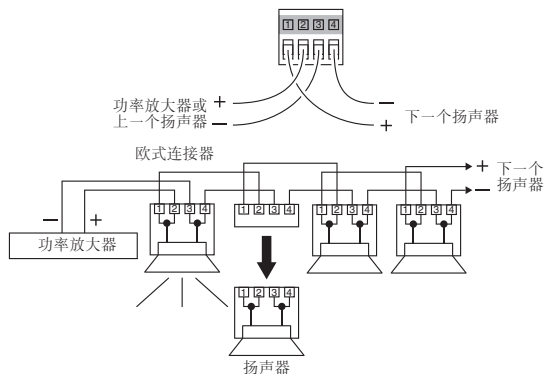 1 2 3 4
功率放大器或 +
上一个扬声器 −
−
+ 下一个扬声器
欧式连接器
+ 下一个
− 扬声器
1 2 3 4
1 2 3 4
1 2 3 4
1 2 3 4
− +
功率放大器
1 2 3 4
扬声器